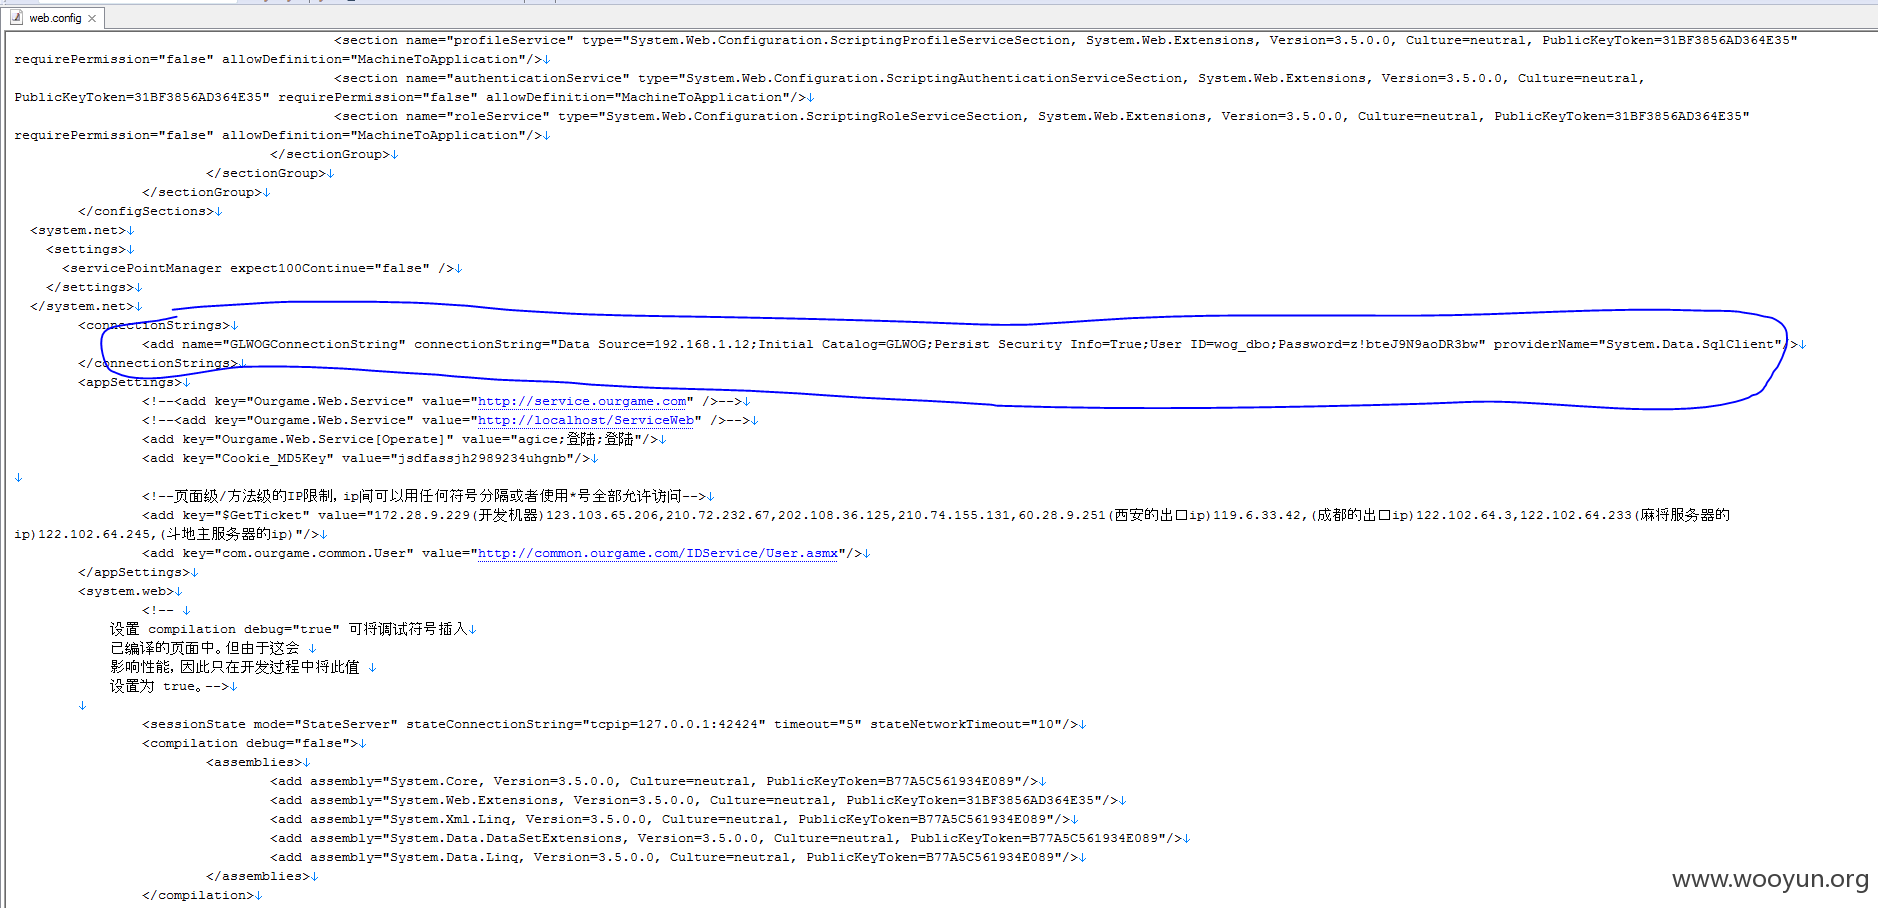 web.config
<section name="profileService" type="System.Web.Configuration.ScriptingProfileServiceSection, System.Web.Extensions, Version=3.5.0.0, Culture=neutral, PublicKeyToken=31BF3856AD364E35"
requirePermission="false" allowDefinition="MachineToApplication"/>↓
<section name="authenticationService" type="System.Web.Configuration.ScriptingAuthenticationServiceSection, System.Web.Extensions, Version=3.5.0.0, Culture=neutral,
PublicKeyToken=31BF3856AD364E35" requirePermission="false" allowDefinition="MachineToApplication"/>↓
<section name="roleService" type="System.Web.Configuration.ScriptingRoleServiceSection, System.Web.Extensions, Version=3.5.0.0, Culture=neutral, PublicKeyToken=31BF3856AD364E35"
requirePermission="false" allowDefinition="MachineToApplication"/>↓
</sectionGroup>↓
</sectionGroup>↓
</sectionGroup>↓
</configSections>↓
<system.net>↓
<settings>↓
<servicePointManager expect100Continue="false" />↓
</settings>↓
</system.net>↓
<connectionStrings>↓
<add name="GLWOGConnectionString" connectionString="Data Source=192.168.1.12;Initial Catalog=GLWOG;Persist Security Info=True;User ID=wog_dbo;Password=z!bteJ9N9aoDR3bw" providerName="System.Data.SqlClient"/>↓
</connectionStrings>↓
<appSettings>↓
<!--<add key="Ourgame.Web.Service" value="http://service.ourgame.com" />-->↓
<!--<add key="Ourgame.Web.Service" value="http://localhost/ServiceWeb" />-->↓
<add key="Ourgame.Web.Service[Operate]" value="agice;登陆;登陆"/>↓
<add key="Cookie_MD5Key" value="jsdfassjh2989234uhgnb"/>↓
↓
<!--页面级/方法级的IP限制，ip间可以用任何符号分隔或者使用*号全部允许访问-->↓
<add key="$GetTicket" value="172.28.9.229(开发机器)123.103.65.206,210.72.232.67,202.108.36.125,210.74.155.131,60.28.9.251(西安的出口ip)119.6.33.42,(成都的出口ip)122.102.64.3,122.102.64.233(麻将服务器的
ip)122.102.64.245,(斗地主服务器的ip)"/>↓
<add key="com.ourgame.common.User" value="http://common.ourgame.com/IDService/User.asmx"/>↓
</appSettings>↓
<system.web>↓
<!-- ↓
设置 compilation debug="true" 可将调试符号插入↓
已编译的页面中。但由于这会 ↓
影响性能，因此只在开发过程中将此值 ↓
设置为 true。-->↓
↓
<sessionState mode="StateServer" stateConnectionString="tcpip=127.0.0.1:42424" timeout="5" stateNetworkTimeout="10"/>↓
<compilation debug="false">↓
<assemblies>↓
<add assembly="System.Core, Version=3.5.0.0, Culture=neutral, PublicKeyToken=B77A5C561934E089"/>↓
<add assembly="System.Web.Extensions, Version=3.5.0.0, Culture=neutral, PublicKeyToken=31BF3856AD364E35"/>↓
<add assembly="System.Xml.Linq, Version=3.5.0.0, Culture=neutral, PublicKeyToken=B77A5C561934E089"/>↓
<add assembly="System.Data.DataSetExtensions, Version=3.5.0.0, Culture=neutral, PublicKeyToken=B77A5C561934E089"/>↓
<add assembly="System.Data.Linq, Version=3.5.0.0, Culture=neutral, PublicKeyToken=B77A5C561934E089"/>↓
</assemblies>↓
</compilation>↓
www.wooyun.org